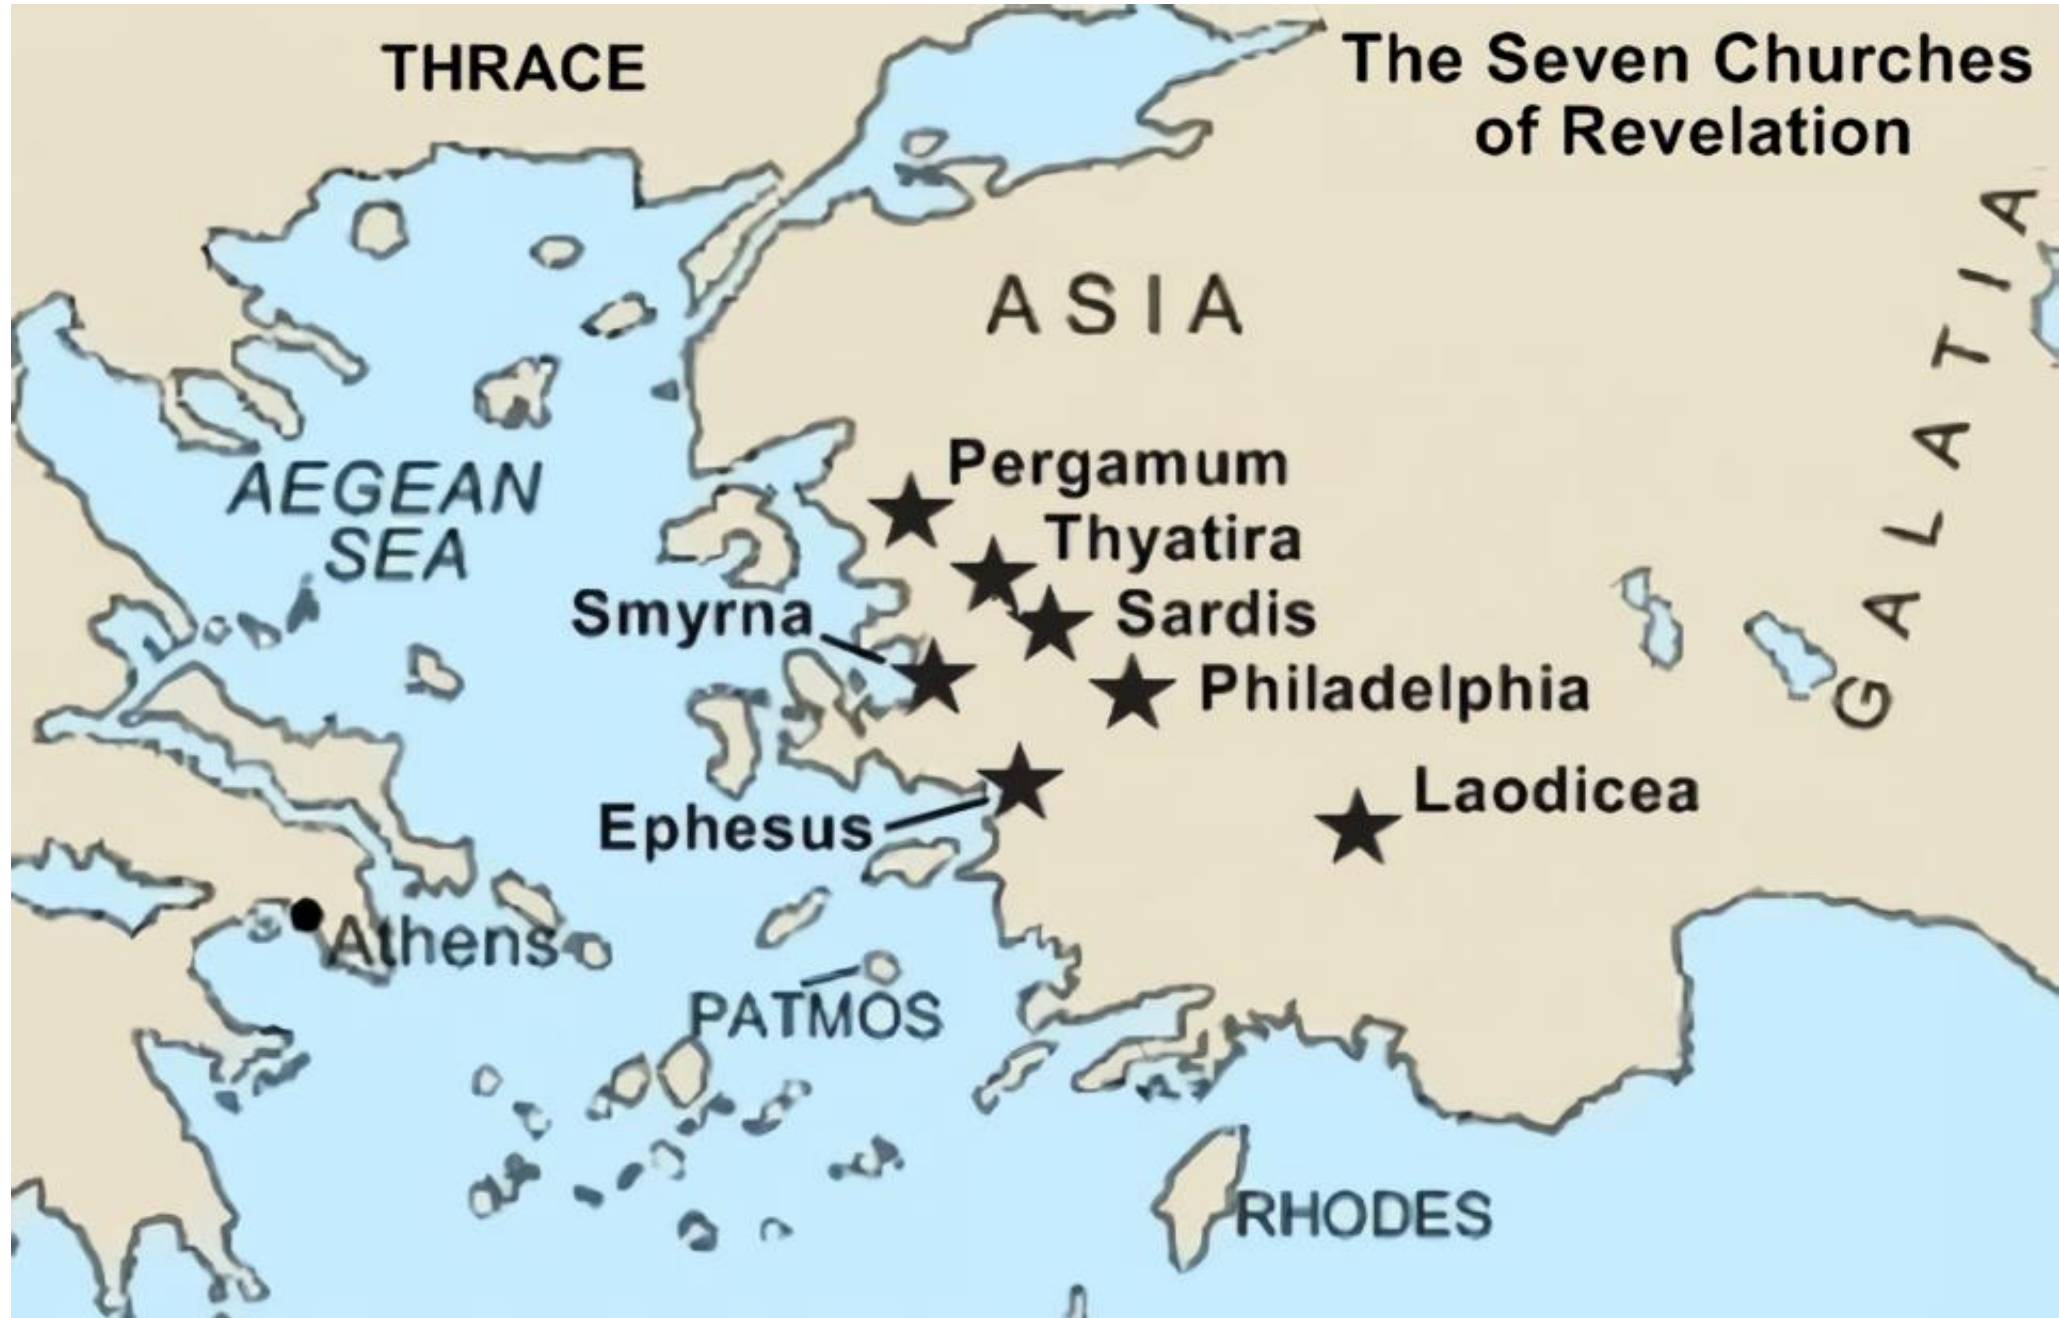 THRACE
The Seven Churches
of Revelation
ASIA
GALATIA
AEGEAN
SEA
Pergamum
Thyatira
Smyrna
Sardis
Philadelphia
Ephesus
Laodicea
Athens
PATMOS
RHODES